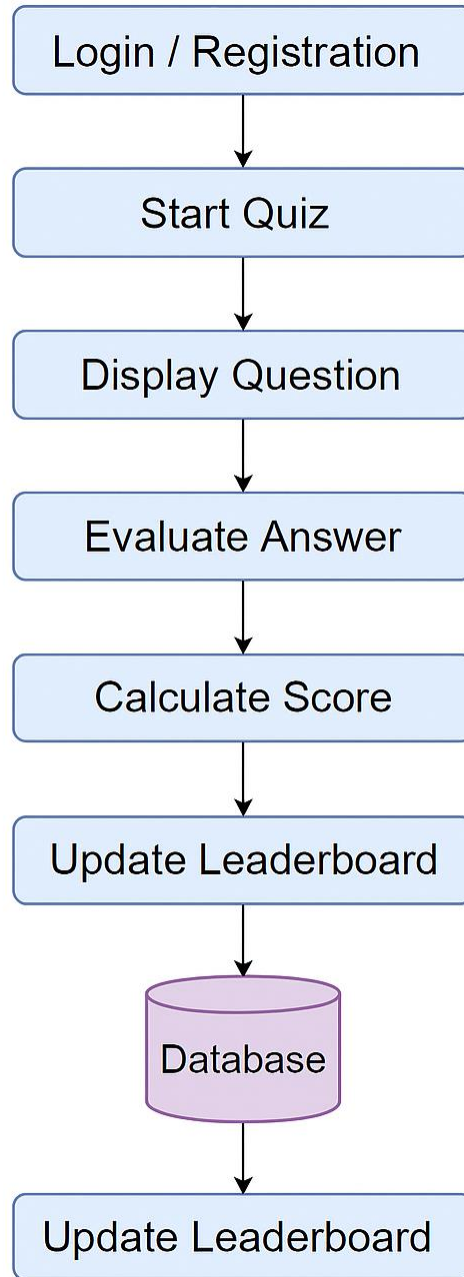 Login / Registration
Start Quiz
Display Question
Evaluate Answer
Calculate Score
Update Leaderboard
Database
Update Leaderboard